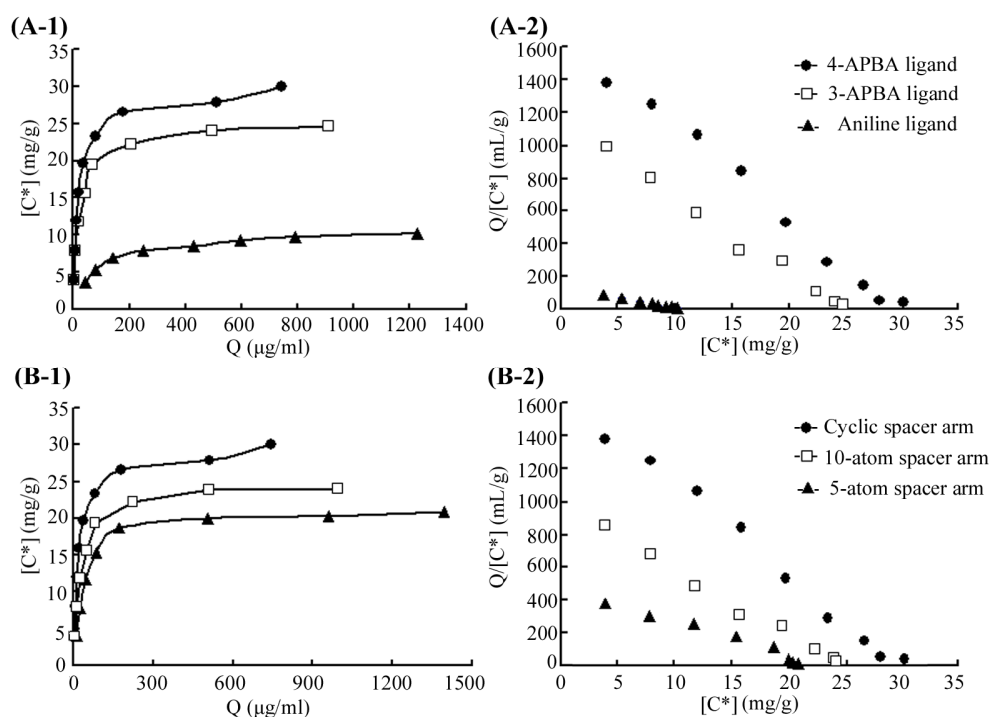 (A-1)
35
30
25
20
15
10
5
0
[C*] (mg/g)
0 200 400 600 800 1000 1200 1400
Q (μg/ml)
(A-2)
1600
1400
1200
1000
800
600
400
200
0
Q/[C*] (mL/g)
4-APBA ligand
3-APBA ligand
Aniline ligand
0 5 10 15 20 25 30 35
[C*] (mg/g)
(B-1)
35
30
25
20
15
10
5
0
[C*] (mg/g)
0 300 600 900 1200 1500
Q (μg/ml)
(B-2)
1600
1400
1200
1000
800
600
400
200
0
Q/[C*] (mL/g)
Cyclic spacer arm
10-atom spacer arm
5-atom spacer arm
0 5 10 15 20 25 30 35
[C*] (mg/g)